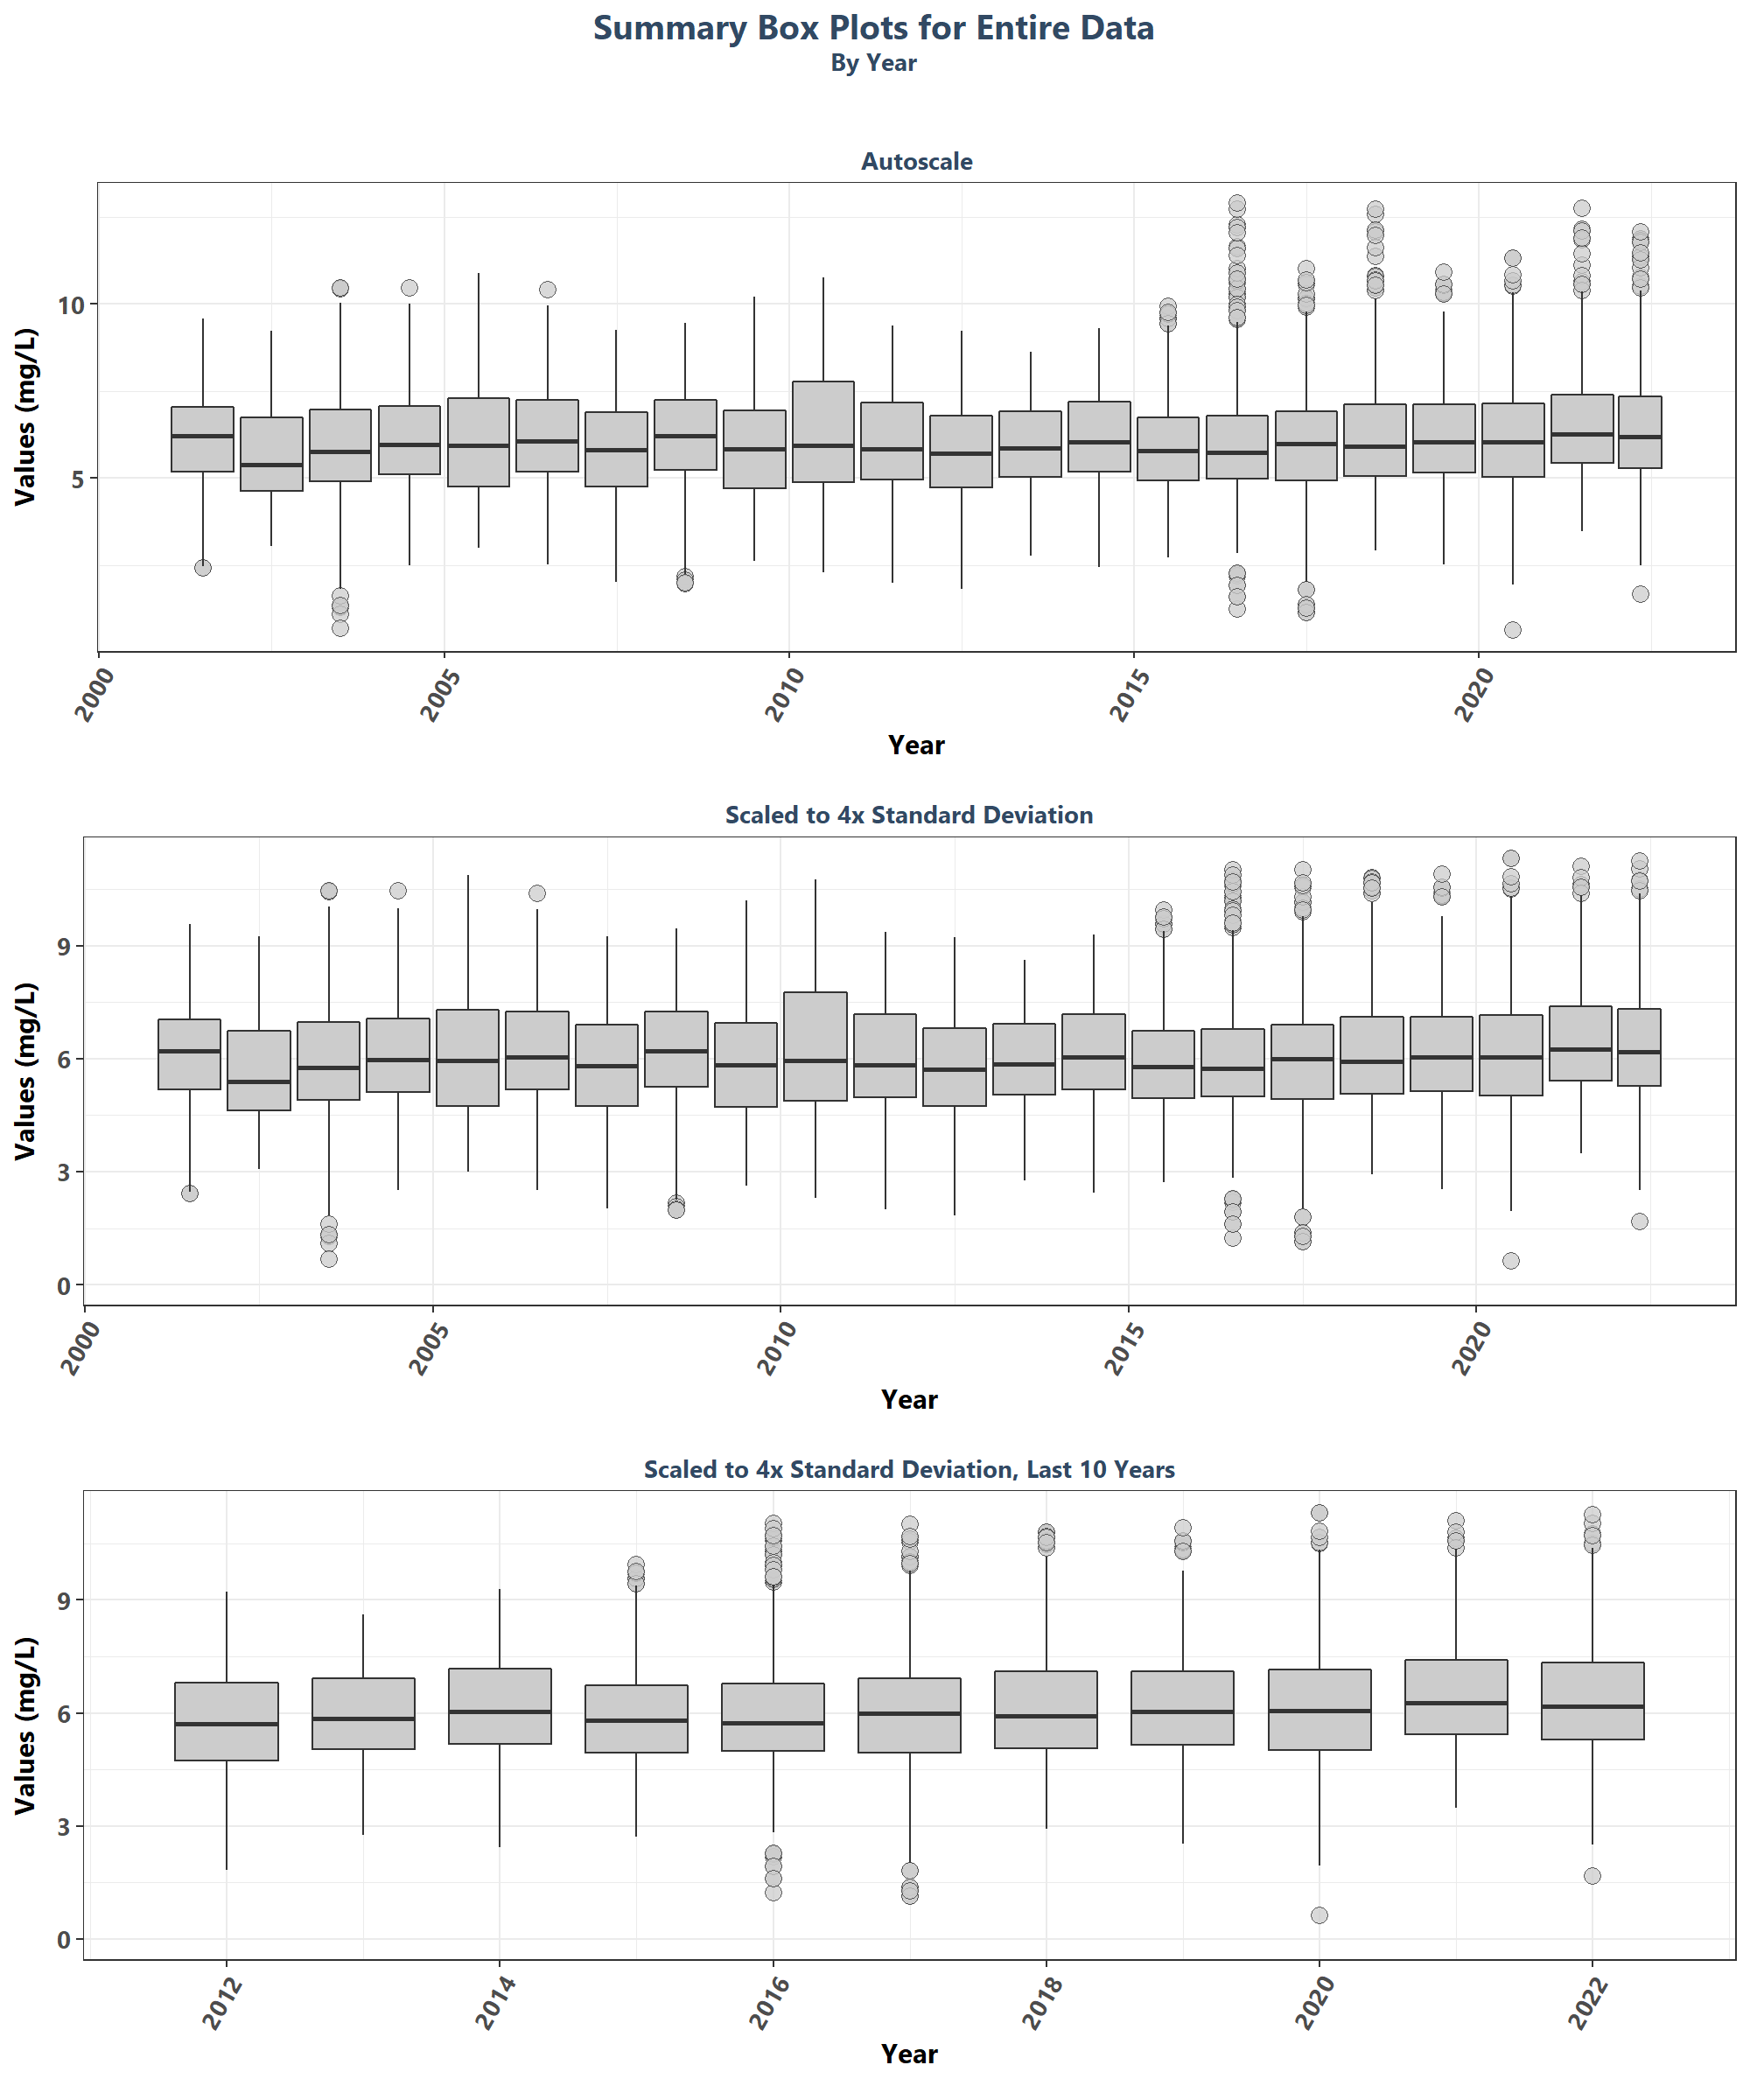 Summary Box Plots for Entire Data
By Year
Autoscale
Values (mg/L)
10
5
2000
2005
2010
2015
2020
Year
Scaled to 4x Standard Deviation
Values (mg/L)
9
6
3
0
2000
2005
2010
2015
2020
Year
Scaled to 4x Standard Deviation, Last 10 Years
Values (mg/L)
9
6
3
0
2012
2014
2016
2018
2020
2022
Year